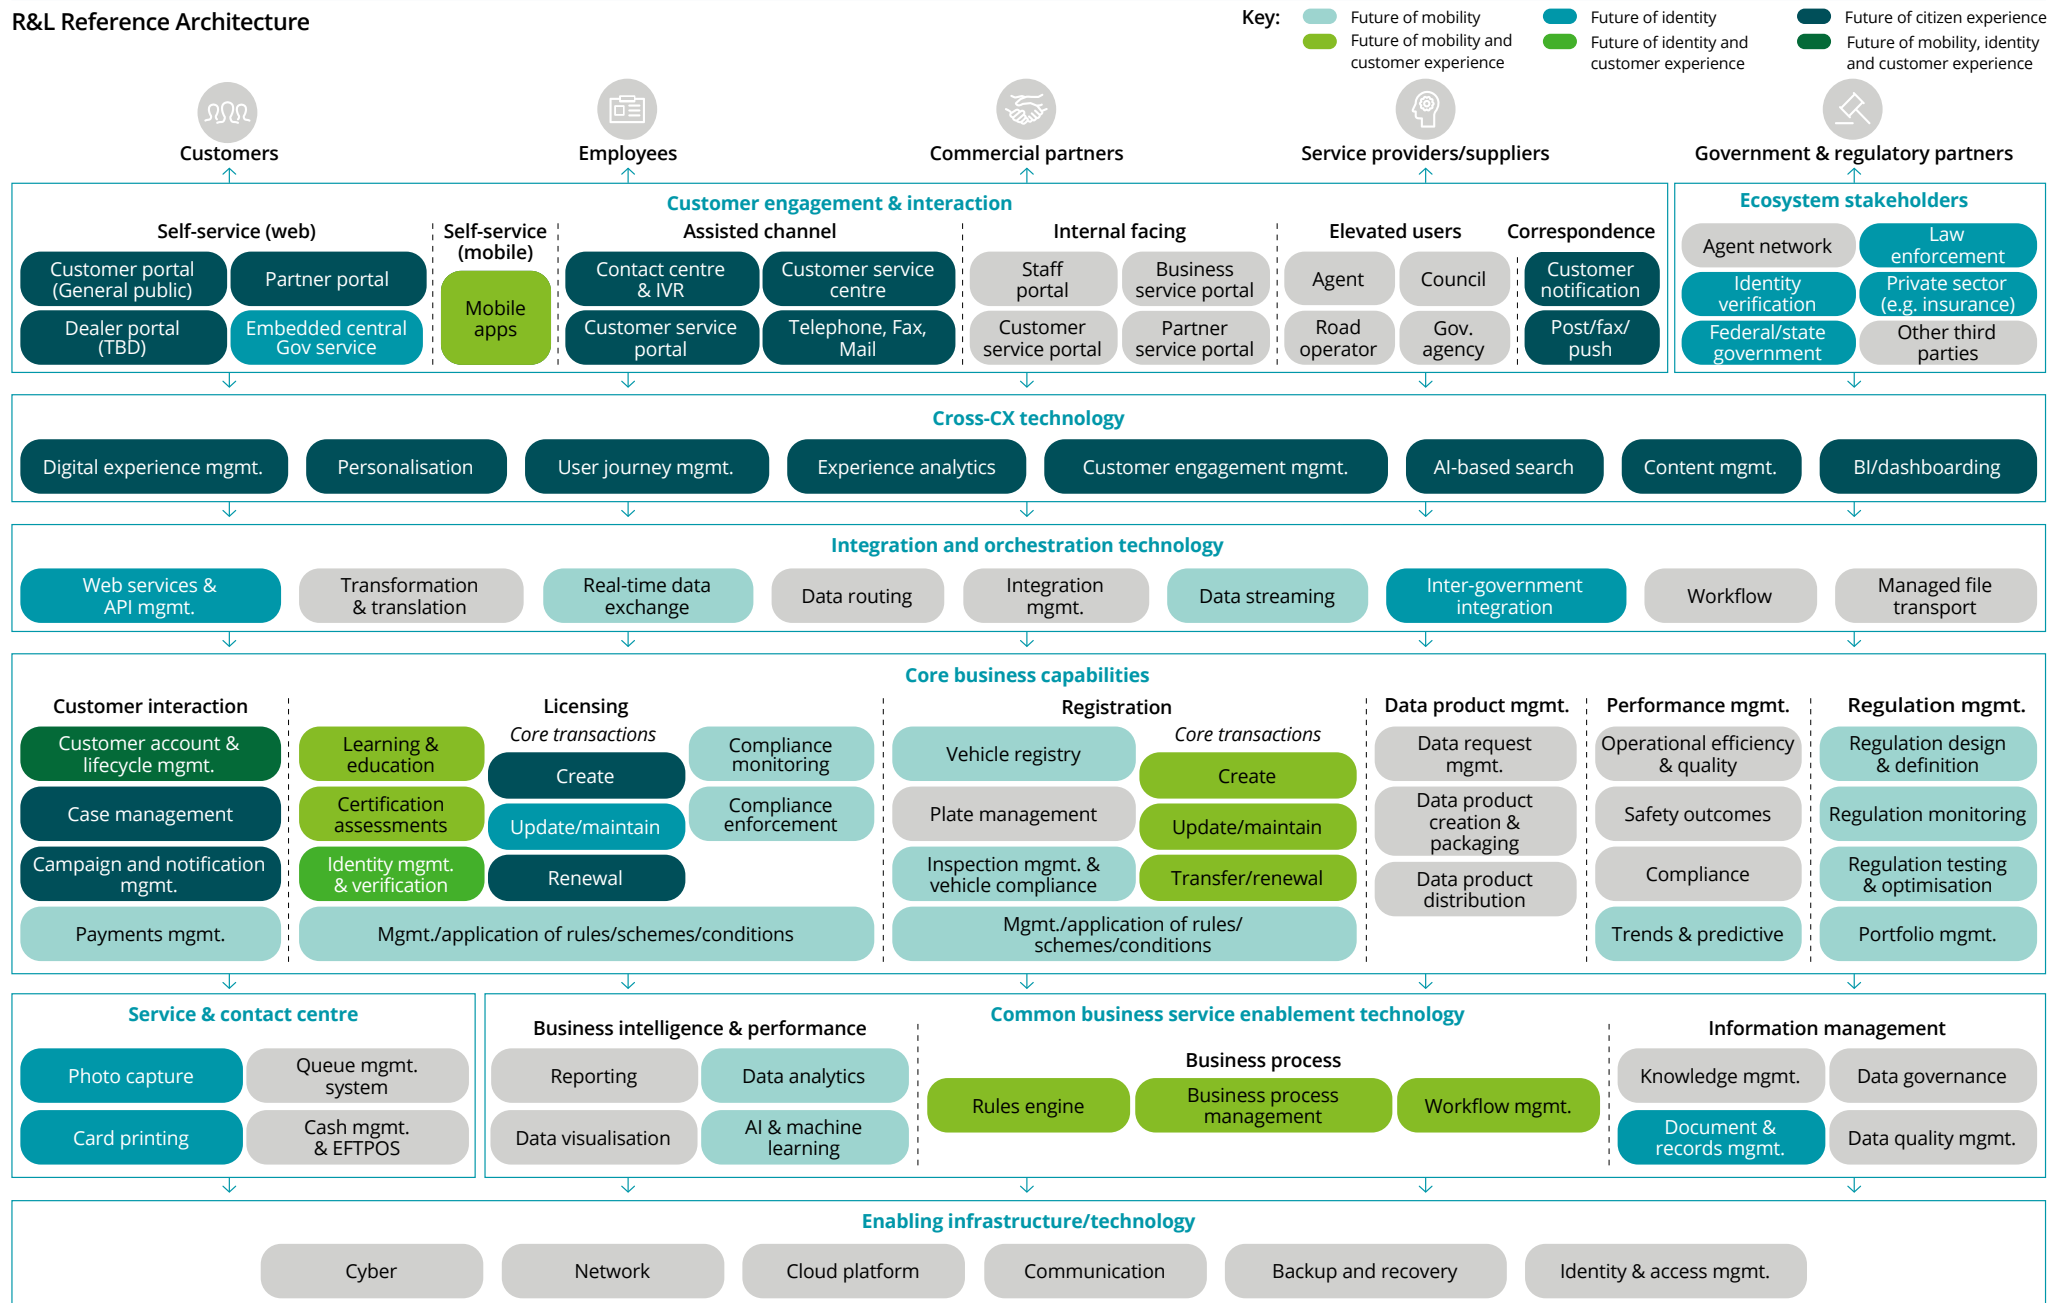 R&L Reference Architecture
Key:
Future of mobility
Future of identity
Future of citizen experience
Future of mobility and
customer experience
Future of identity and
customer experience
Future of mobility, identity
and customer experience
Customers
Employees
Commercial partners
Service providers/suppliers
Government & regulatory partners
Customer engagement & interaction
Self-service (web)
Customer portal
(General public)
Partner portal
Dealer portal
(TBD)
Embedded central
Gov service
Self-service
(mobile)
Mobile
apps
Assisted channel
Contact centre
& IVR
Customer service
centre
Customer service
portal
Telephone, Fax,
Mail
Internal facing
Staff
portal
Business
service portal
Customer
service portal
Partner
service portal
Elevated users
Agent
Council
Road
operator
Gov.
agency
Correspondence
Customer
notification
Post/fax/
push
Ecosystem stakeholders
Agent network
Law
enforcement
Identity
verification
Private sector
(e.g. insurance)
Federal/state
government
Other third
parties
Cross-CX technology
Digital experience mgmt.
Personalisation
User journey mgmt.
Experience analytics
Customer engagement mgmt.
AI-based search
Content mgmt.
BI/dashboarding
Integration and orchestration technology
Web services &
API mgmt.
Transformation
& translation
Real-time data
exchange
Data routing
Integration
mgmt.
Data streaming
Inter-government
integration
Workflow
Managed file
transport
Core business capabilities
Customer interaction
Customer account &
lifecycle mgmt.
Case management
Campaign and notification
mgmt.
Payments mgmt.
Licensing
Learning &
education
Certification
assessments
Identity mgmt.
& verification
Core transactions
Create
Update/maintain
Renewal
Compliance
monitoring
Compliance
enforcement
Mgmt./application of rules/schemes/conditions
Registration
Vehicle registry
Plate management
Inspection mgmt. &
vehicle compliance
Core transactions
Create
Update/maintain
Transfer/renewal
Mgmt./application of rules/
schemes/conditions
Data product mgmt.
Data request
mgmt.
Data product
creation &
packaging
Data product
distribution
Performance mgmt.
Operational efficiency
& quality
Safety outcomes
Compliance
Trends & predictive
Regulation mgmt.
Regulation design
& definition
Regulation monitoring
Regulation testing
& optimisation
Portfolio mgmt.
Service & contact centre
Photo capture
Queue mgmt.
system
Card printing
Cash mgmt.
& EFTPOS
Common business service enablement technology
Business intelligence & performance
Reporting
Data analytics
Data visualisation
AI & machine
learning
Business process
Rules engine
Business process
management
Workflow mgmt.
Information management
Knowledge mgmt.
Data governance
Document &
records mgmt.
Data quality mgmt.
Enabling infrastructure/technology
Cyber
Network
Cloud platform
Communication
Backup and recovery
Identity & access mgmt.